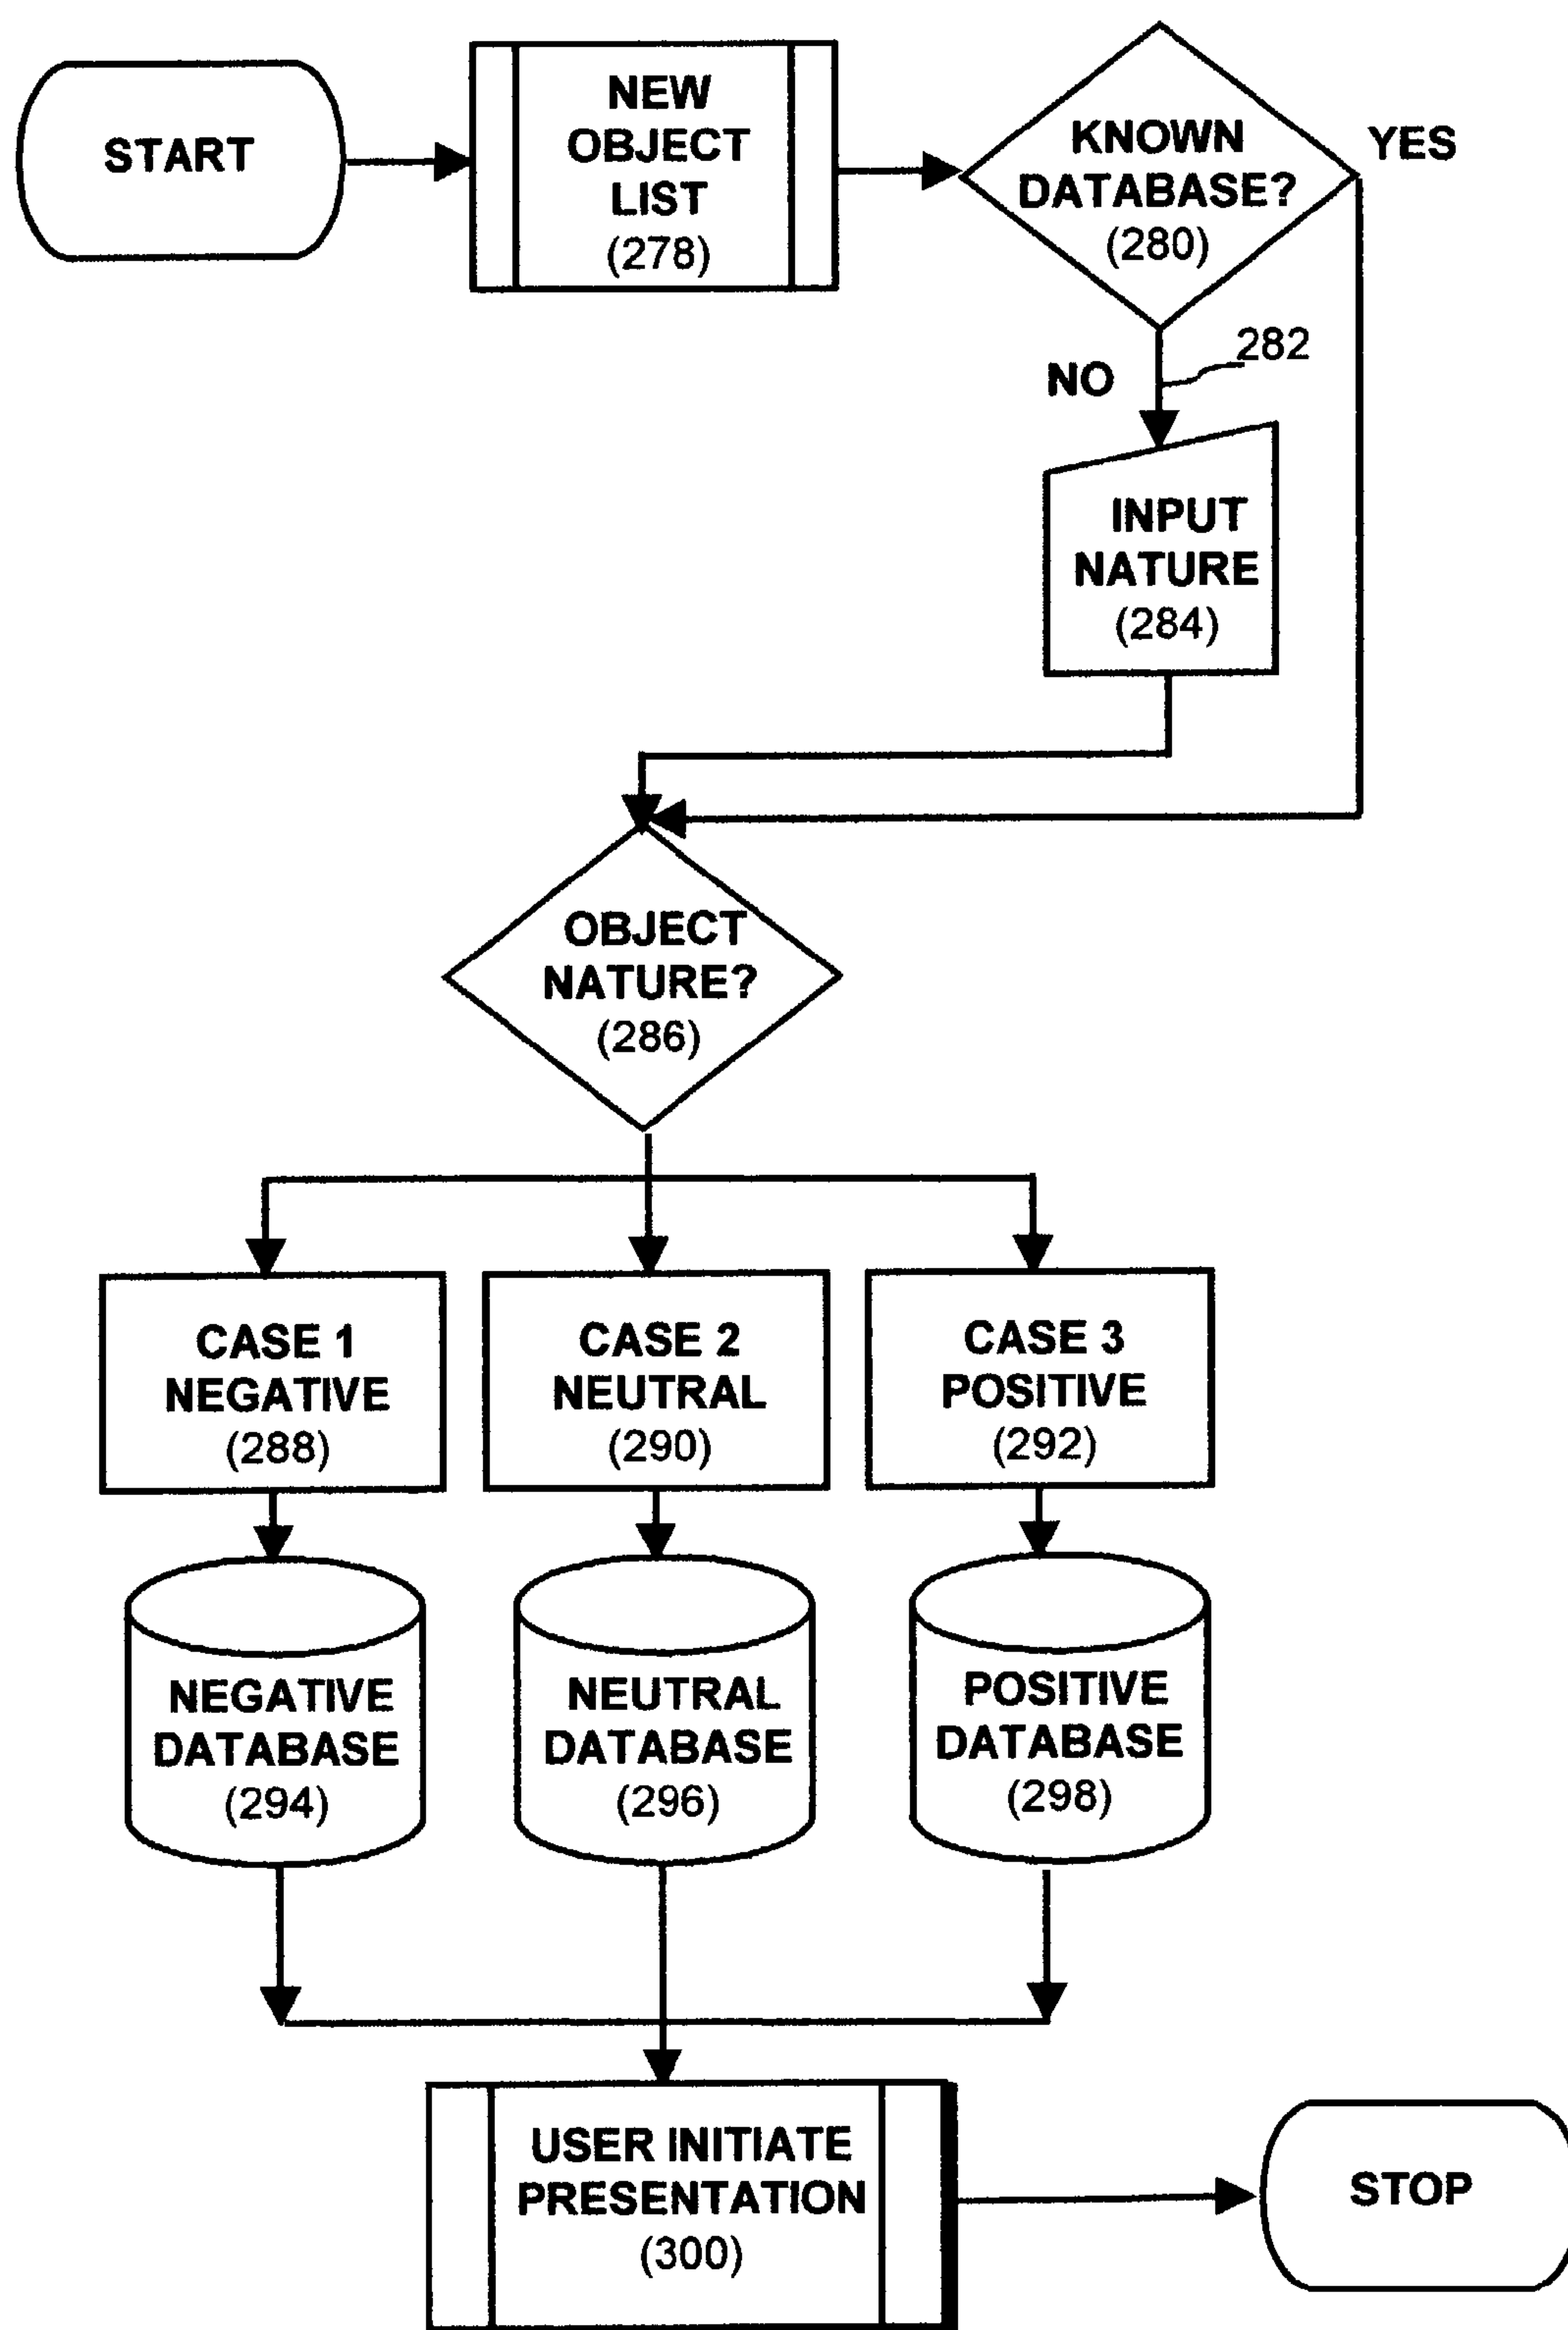 START
NEW
OBJECT
LIST
(278)
KNOWN
DATABASE?
(280)
YES
NO
282
INPUT
NATURE
(284)
OBJECT
NATURE?
(286)
CASE 1
NEGATIVE
(288)
CASE 2
NEUTRAL
(290)
CASE 3
POSITIVE
(292)
NEGATIVE
DATABASE
(294)
NEUTRAL
DATABASE
(296)
POSITIVE
DATABASE
(298)
USER INITIATE
PRESENTATION
(300)
STOP